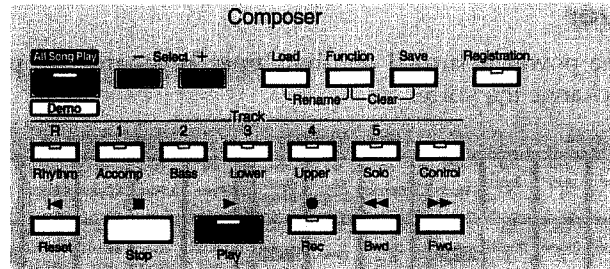 Composer
All Song Play
− Select +
Load Function Save Registration
Demo
Rename Clear
Track
R 1 2 3 4 5
Rhythm Accomp Bass Lower Upper Solo Control
Reset Stop Play Rec Bwd Fwd